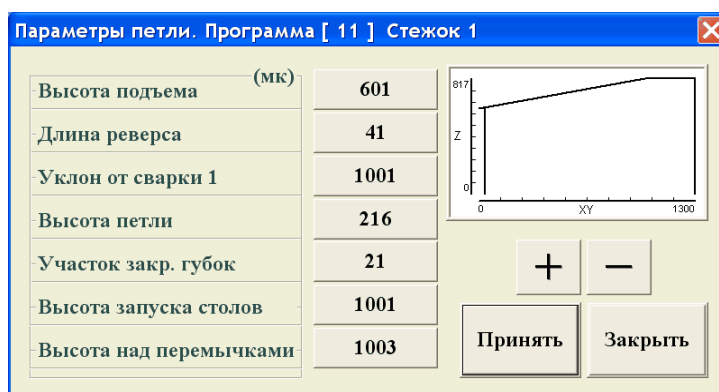 Параметры петли. Программа [ 11 ] Стежок 1
(мк)
Высота подъема 601
Длина реверса 41
Уклон от сварки 1 1001
Высота петли 216
Участок закр. губок 21
Высота запуска столов 1001
Высота над перемычками 1003
817
Z
0
0 XY 1300
+ −
Принять Закрыть